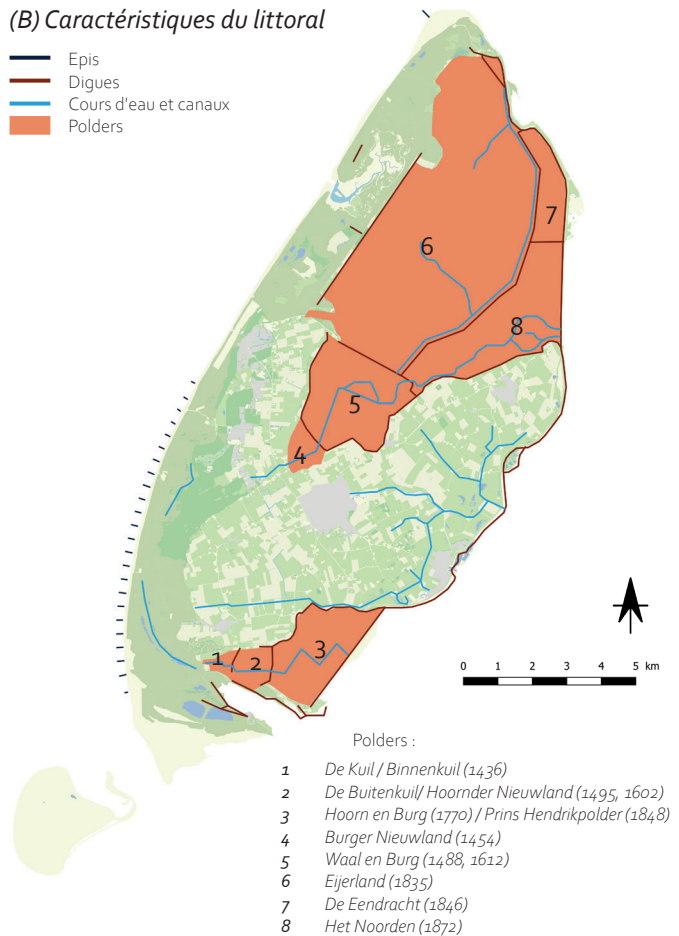 (B) Caractéristiques du littoral
Epis
Digues
Cours d'eau et canaux
Polders
7
6
8
5
4
3
1
2
0 1 2 3 4 5 km
Polders :
1 De Kuil / Binnenkuil (1436)
2 De Buitenkuil/ Hoornder Nieuwland (1495, 1602)
3 Hoorn en Burg (1770) / Prins Hendrikpolder (1848)
4 Burger Nieuwland (1454)
5 Waal en Burg (1488, 1612)
6 Eijerland (1835)
7 De Eendracht (1846)
8 Het Noorden (1872)